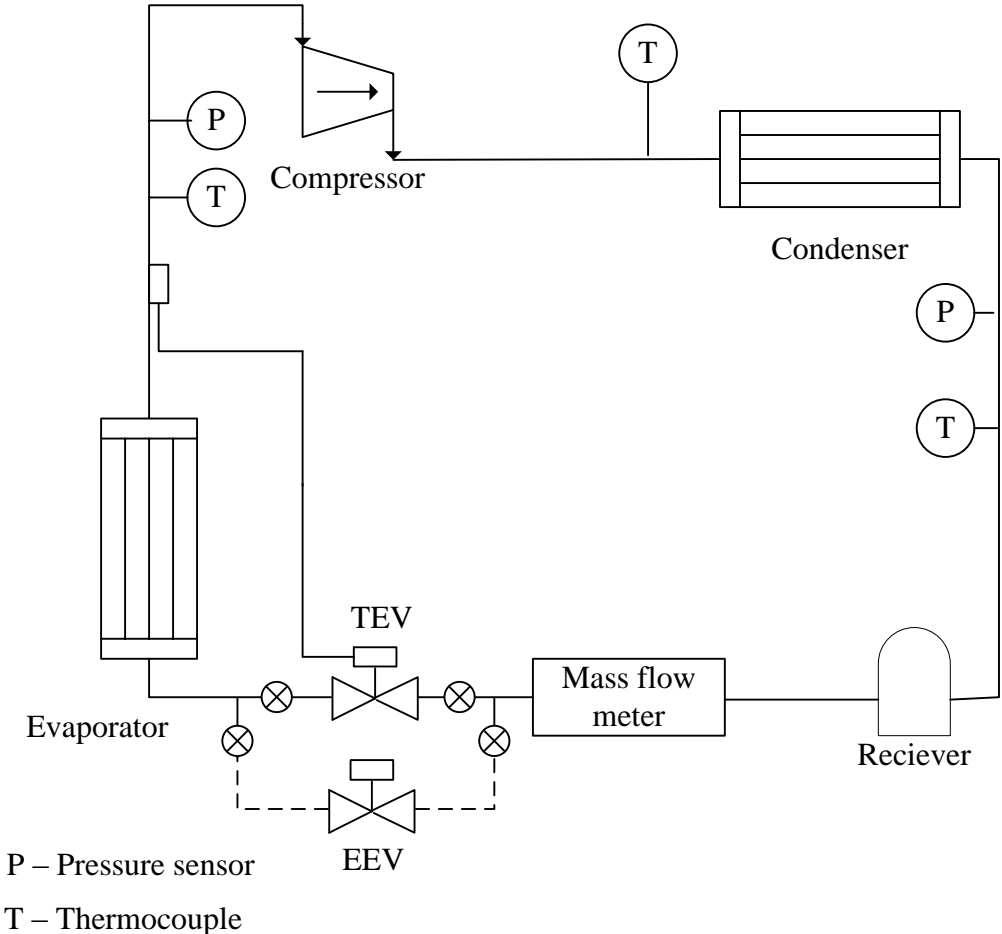 T
P
Compressor
T
Condenser
P
T
TEV
Mass flow
meter
Evaporator
Reciever
EEV
P – Pressure sensor
T – Thermocouple